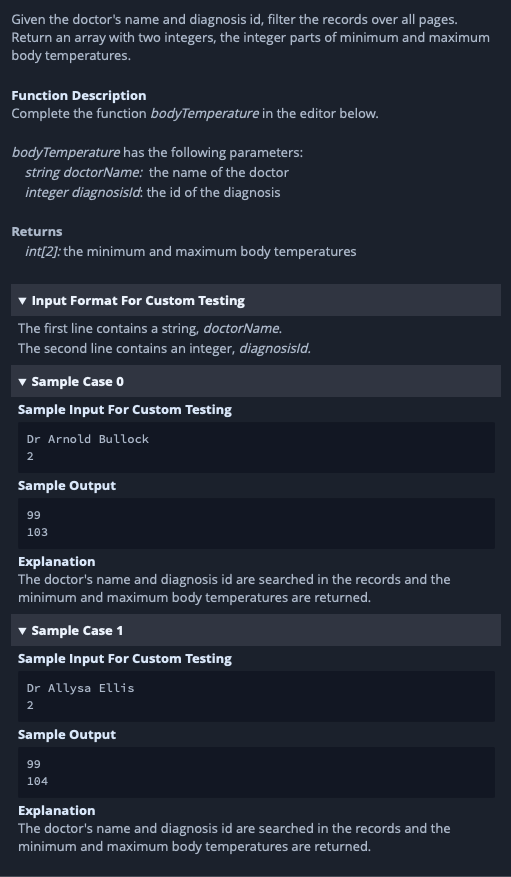 Given the doctor's name and diagnosis id, filter the records over all pages.
Return an array with two integers, the integer parts of minimum and maximum
body temperatures.
Function Description
Complete the function bodyTemperature in the editor below.
bodyTemperature has the following parameters:
string doctorName: the name of the doctor
integer diagnosisId: the id of the diagnosis
Returns
int[2]: the minimum and maximum body temperatures
▼ Input Format For Custom Testing
The first line contains a string, doctorName.
The second line contains an integer, diagnosisId.
▼ Sample Case 0
Sample Input For Custom Testing
Dr Arnold Bullock
2
Sample Output
99
103
Explanation
The doctor's name and diagnosis id are searched in the records and the
minimum and maximum body temperatures are returned.
▼ Sample Case 1
Sample Input For Custom Testing
Dr Allysa Ellis
2
Sample Output
99
104
Explanation
The doctor's name and diagnosis id are searched in the records and the
minimum and maximum body temperatures are returned.